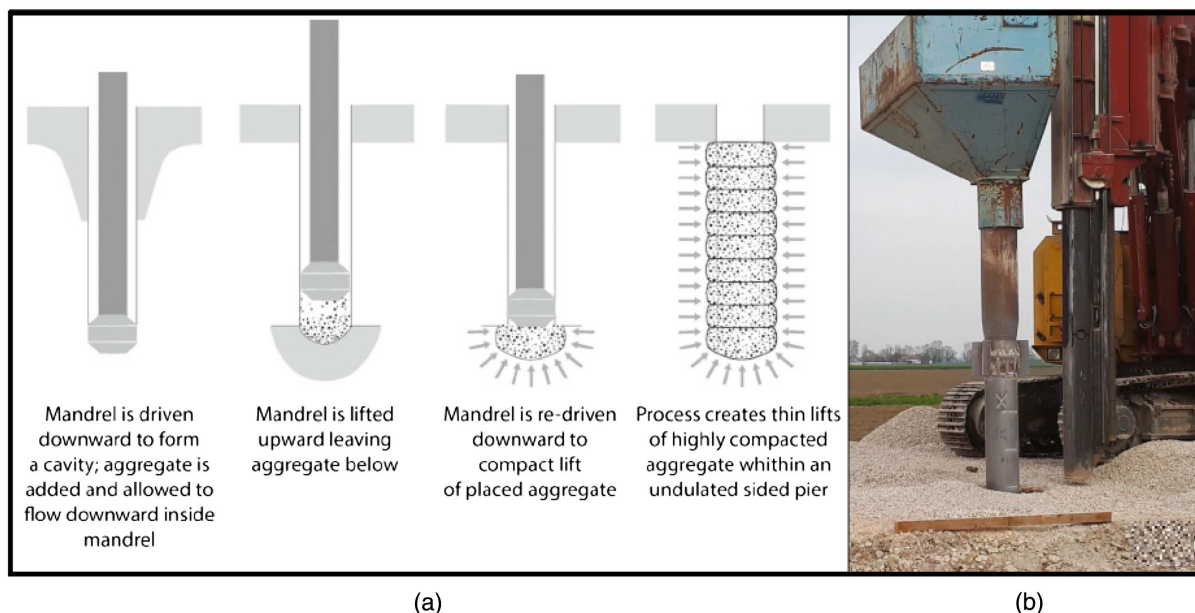 Mandrel is driven
downward to form
a cavity; aggregate is
added and allowed to
flow downward inside
mandrel
Mandrel is lifted
upward leaving
aggregate below
Mandrel is re-driven
downward to
compact lift
of placed aggregate
Process creates thin lifts
of highly compacted
aggregate whithin an
undulated sided pier
(a)
(b)